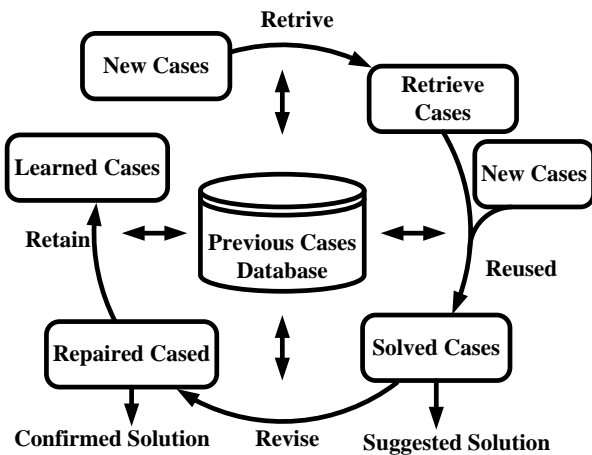 Retrive
New Cases
Retrieve
Cases
Learned Cases
New Cases
Retain
Previous Cases
Database
Reused
Repaired Cased
Solved Cases
Confirmed Solution
Revise
Suggested Solution